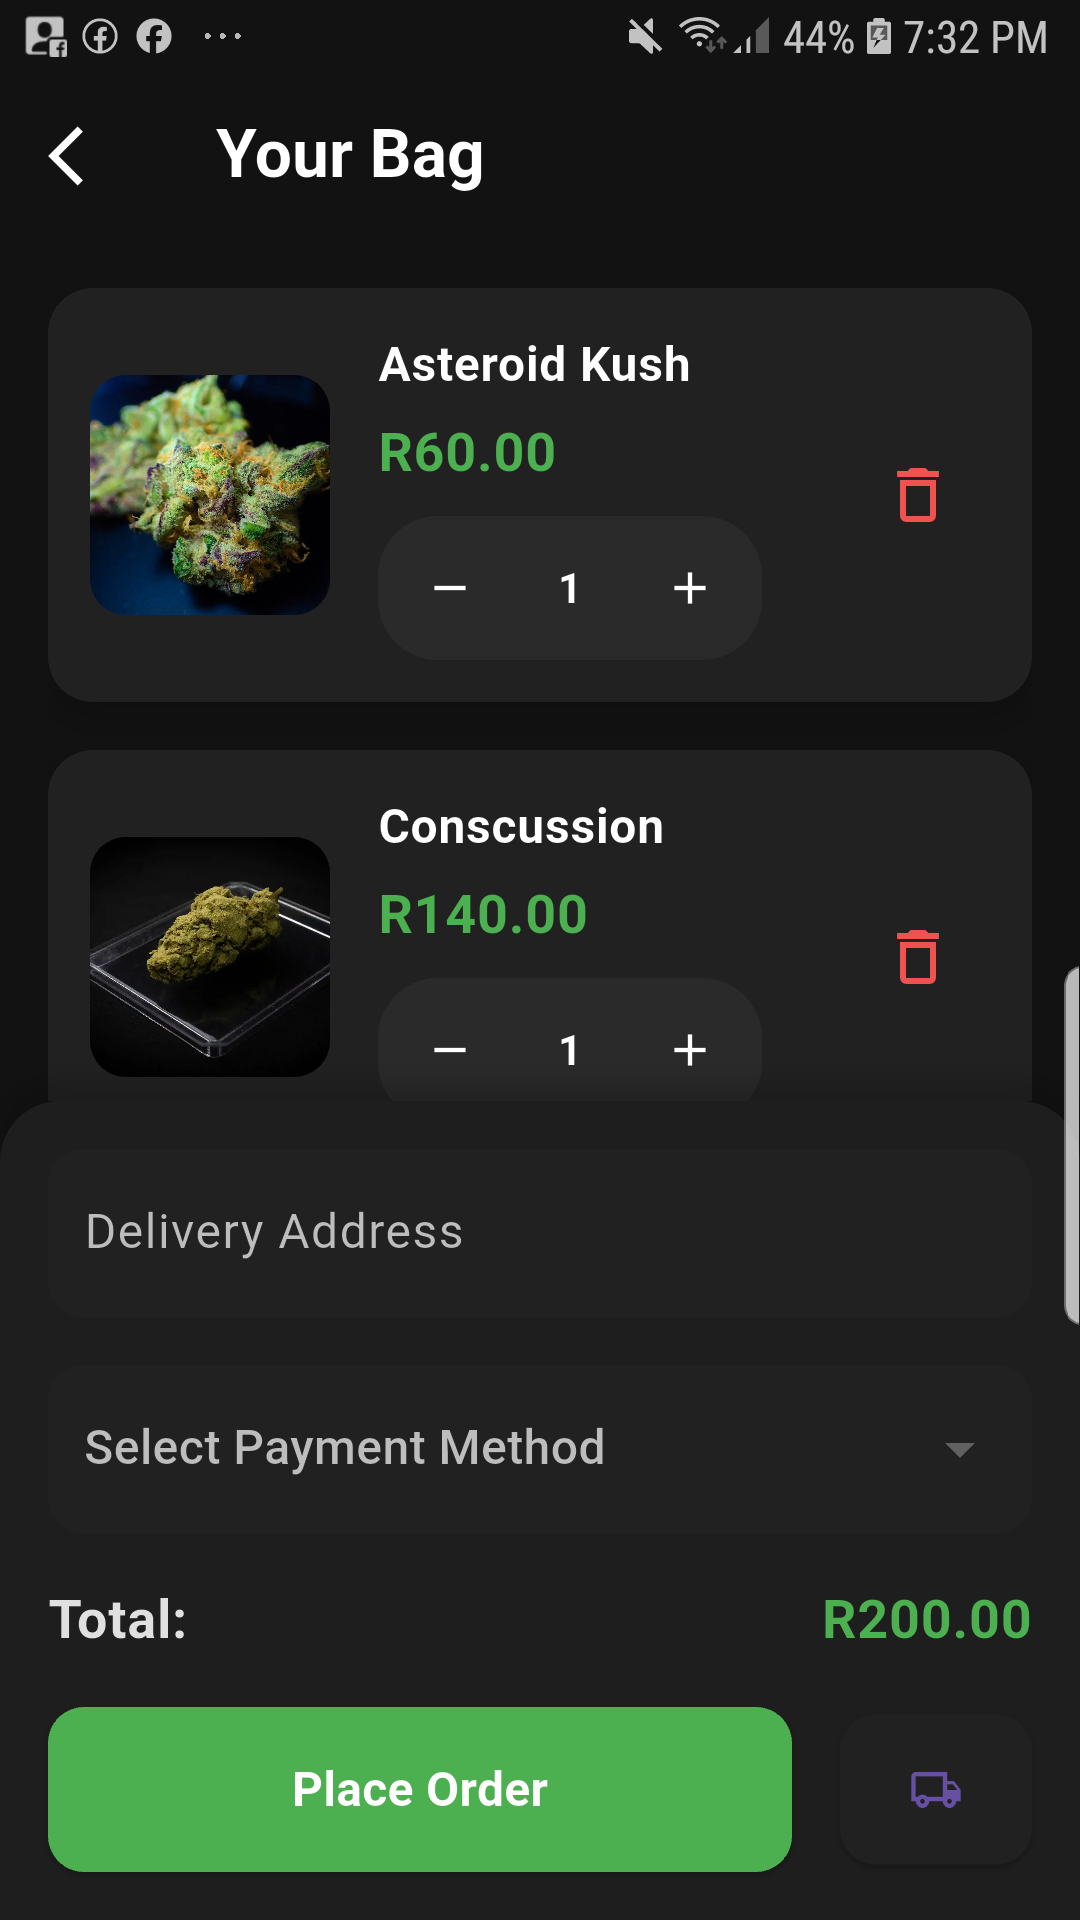 44% 7:32 PM
Your Bag
Asteroid Kush
R60.00
1
Conscussion
R140.00
1
Delivery Address
Select Payment Method
Total: R200.00
Place Order